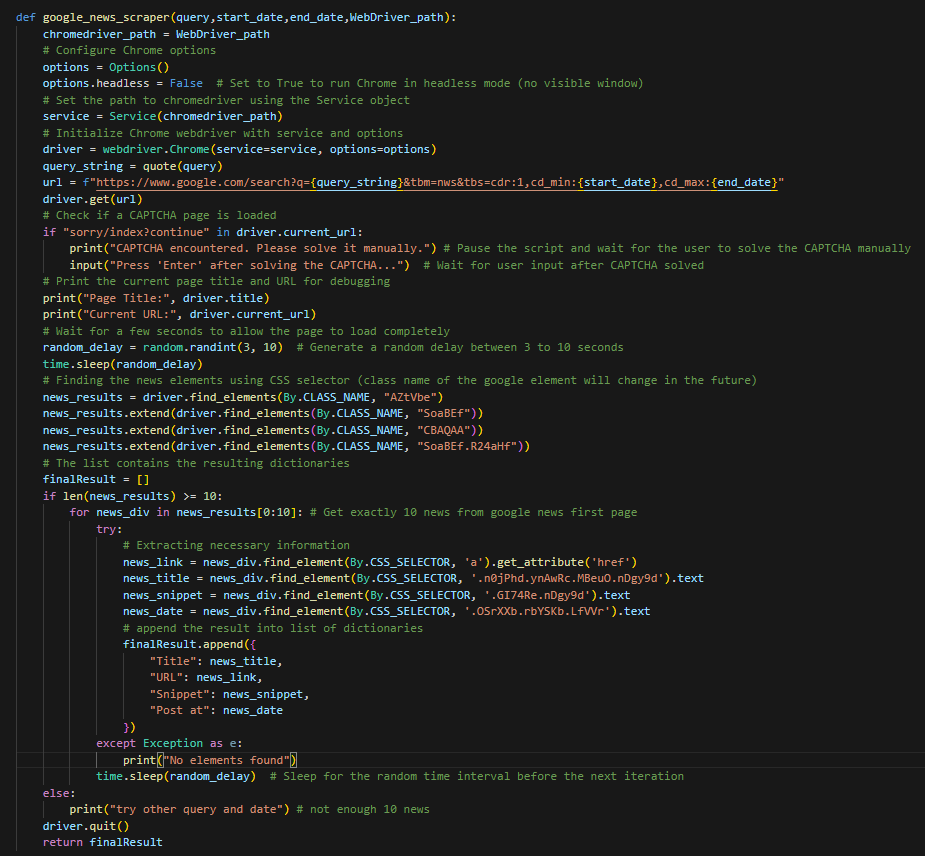 def google_news_scraper(query,start_date,end_date,WebDriver_path):
    chromedriver_path = WebDriver_path
    # Configure Chrome options
    options = Options()
    options.headless = False  # Set to True to run Chrome in headless mode (no visible window)
    # Set the path to chromedriver using the Service object
    service = Service(chromedriver_path)
    # Initialize Chrome webdriver with service and options
    driver = webdriver.Chrome(service=service, options=options)
    query_string = quote(query)
    url = f"https://www.google.com/search?q={query_string}&tbm=nws&tbs=cdr:1,cd_min:{start_date},cd_max:{end_date}"
    driver.get(url)
    # Check if a CAPTCHA page is loaded
    if "sorry/index?continue" in driver.current_url:
        print("CAPTCHA encountered. Please solve it manually.") # Pause the script and wait for the user to solve the CAPTCHA manually
        input("Press 'Enter' after solving the CAPTCHA...")  # Wait for user input after CAPTCHA solved
    # Print the current page title and URL for debugging
    print("Page Title:", driver.title)
    print("Current URL:", driver.current_url)
    # Wait for a few seconds to allow the page to load completely
    random_delay = random.randint(3, 10)  # Generate a random delay between 3 to 10 seconds
    time.sleep(random_delay)
    # Finding the news elements using CSS selector (class name of the google element will change in the future)
    news_results = driver.find_elements(By.CLASS_NAME, "AZtVbe")
    news_results.extend(driver.find_elements(By.CLASS_NAME, "SoaBEf"))
    news_results.extend(driver.find_elements(By.CLASS_NAME, "CBAQAA"))
    news_results.extend(driver.find_elements(By.CLASS_NAME, "SoaBEf.R24aHf"))
    # The list contains the resulting dictionaries
    finalResult = []
    if len(news_results) >= 10:
        for news_div in news_results[0:10]: # Get exactly 10 news from google news first page
            try:
                # Extracting necessary information
                news_link = news_div.find_element(By.CSS_SELECTOR, 'a').get_attribute('href')
                news_title = news_div.find_element(By.CSS_SELECTOR, '.n0jPhd.ynAwRc.MBeuO.nDgy9d').text
                news_snippet = news_div.find_element(By.CSS_SELECTOR, '.GI74Re.nDgy9d').text
                news_date = news_div.find_element(By.CSS_SELECTOR, '.OSrXXb.rbYSKb.LfVVr').text
                # append the result into list of dictionaries
                finalResult.append({
                    "Title": news_title,
                    "URL": news_link,
                    "Snippet": news_snippet,
                    "Post at": news_date
                })
            except Exception as e:
                print("No elements found")
            time.sleep(random_delay)  # Sleep for the random time interval before the next iteration
    else:
        print("try other query and date") # not enough 10 news
    driver.quit()
    return finalResult